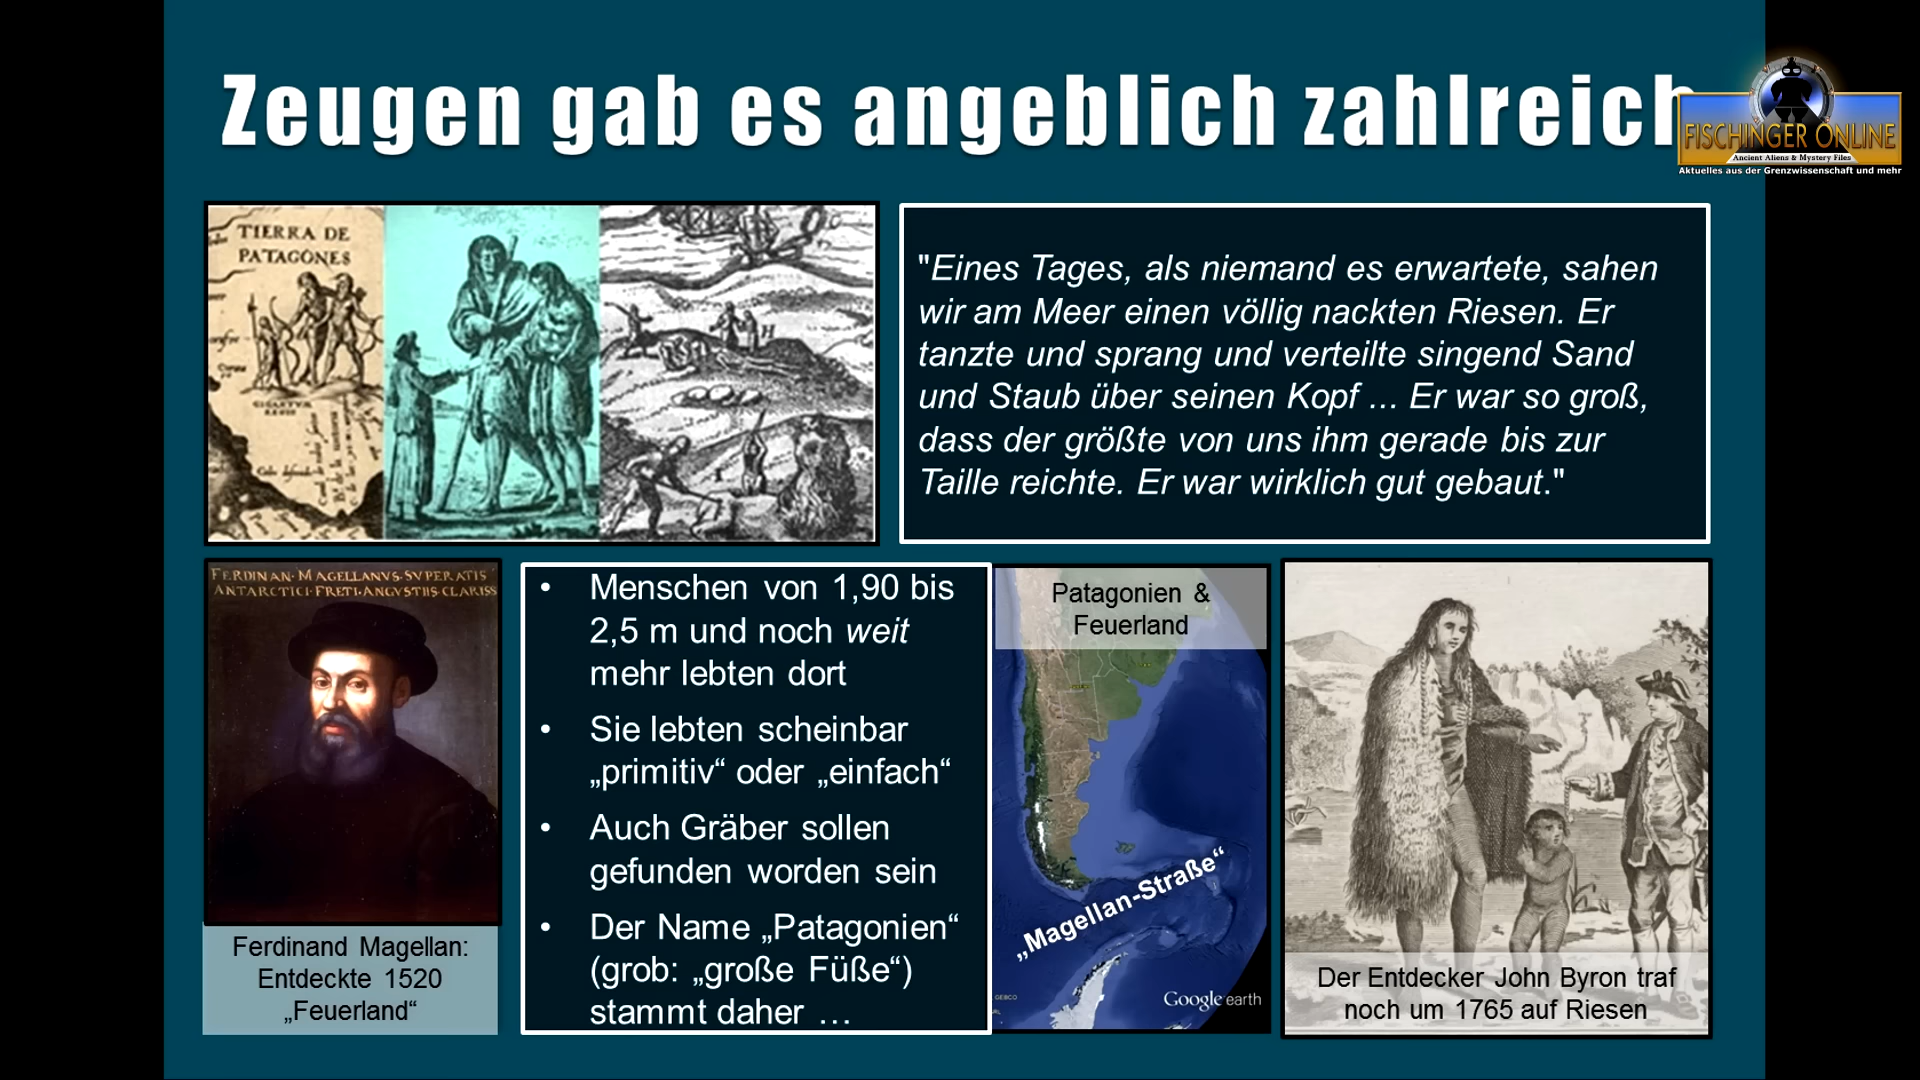 Zeugen gab es angeblich zahlreich
FISCHINGER ONLINE
Ancient Aliens & Mystery Files
Aktuelles aus der Grenzwissenschaft und mehr
TIERRA DE
PATAGONES
GIGANTVM
REGIO
H
"Eines Tages, als niemand es erwartete, sahen
wir am Meer einen völlig nackten Riesen. Er
tanzte und sprang und verteilte singend Sand
und Staub über seinen Kopf ... Er war so groß,
dass der größte von uns ihm gerade bis zur
Taille reichte. Er war wirklich gut gebaut."
FERDINAN·MAGELLANVS·SVPERATIS
ANTARCTICI·FRETI·ANGVSTIIS·CLARISS
Ferdinand Magellan:
Entdeckte 1520
„Feuerland“
• Menschen von 1,90 bis
2,5 m und noch weit
mehr lebten dort
• Sie lebten scheinbar
„primitiv“ oder „einfach“
• Auch Gräber sollen
gefunden worden sein
• Der Name „Patagonien“
(grob: „große Füße“)
stammt daher …
Patagonien &
Feuerland
„Magellan-Straße“
GEBCO
Google earth
Der Entdecker John Byron traf
noch um 1765 auf Riesen